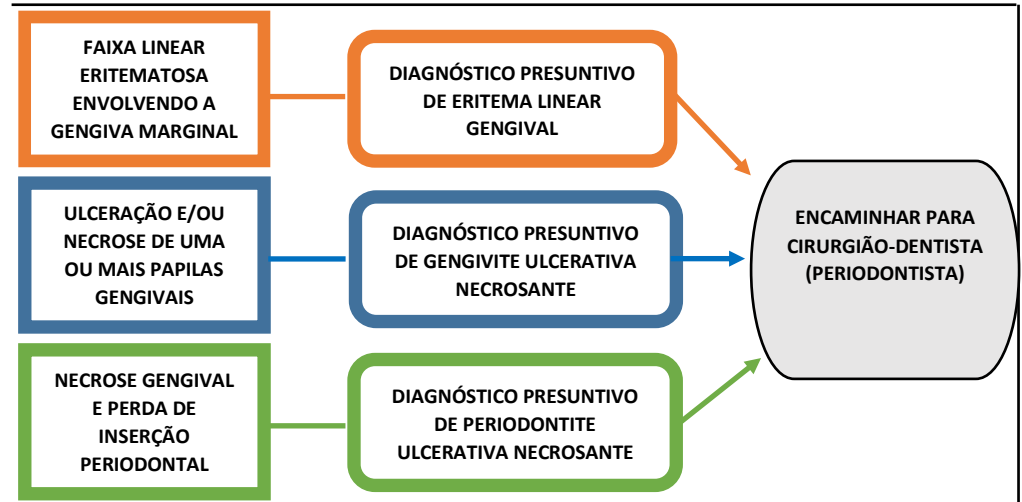 FAIXA LINEAR
ERITEMATOSA
ENVOLVENDO A
GENGIVA MARGINAL
DIAGNÓSTICO PRESUNTIVO
DE ERITEMA LINEAR
GENGIVAL
ULCERAÇÃO E/OU
NECROSE DE UMA
OU MAIS PAPILAS
GENGIVAIS
DIAGNÓSTICO PRESUNTIVO
DE GENGIVITE ULCERATIVA
NECROSANTE
ENCAMINHAR PARA
CIRURGIÃO-DENTISTA
(PERIODONTISTA)
NECROSE GENGIVAL
E PERDA DE
INSERÇÃO
PERIODONTAL
DIAGNÓSTICO PRESUNTIVO
DE PERIODONTITE
ULCERATIVA NECROSANTE